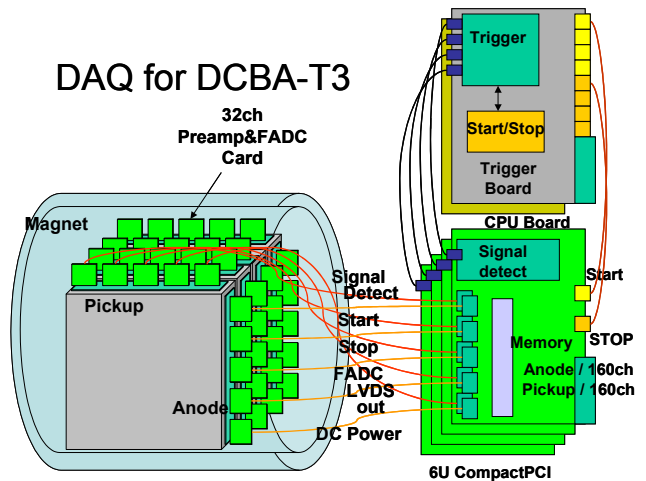 DAQ for DCBA-T3
32ch
Preamp&FADC
Card
Magnet
Pickup
Anode
Signal
Detect
Start
Stop
FADC
LVDS
out
DC Power
Trigger
Start/Stop
Trigger
Board
CPU Board
Signal
detect
Start
STOP
Memory
Anode / 160ch
Pickup / 160ch
6U CompactPCI